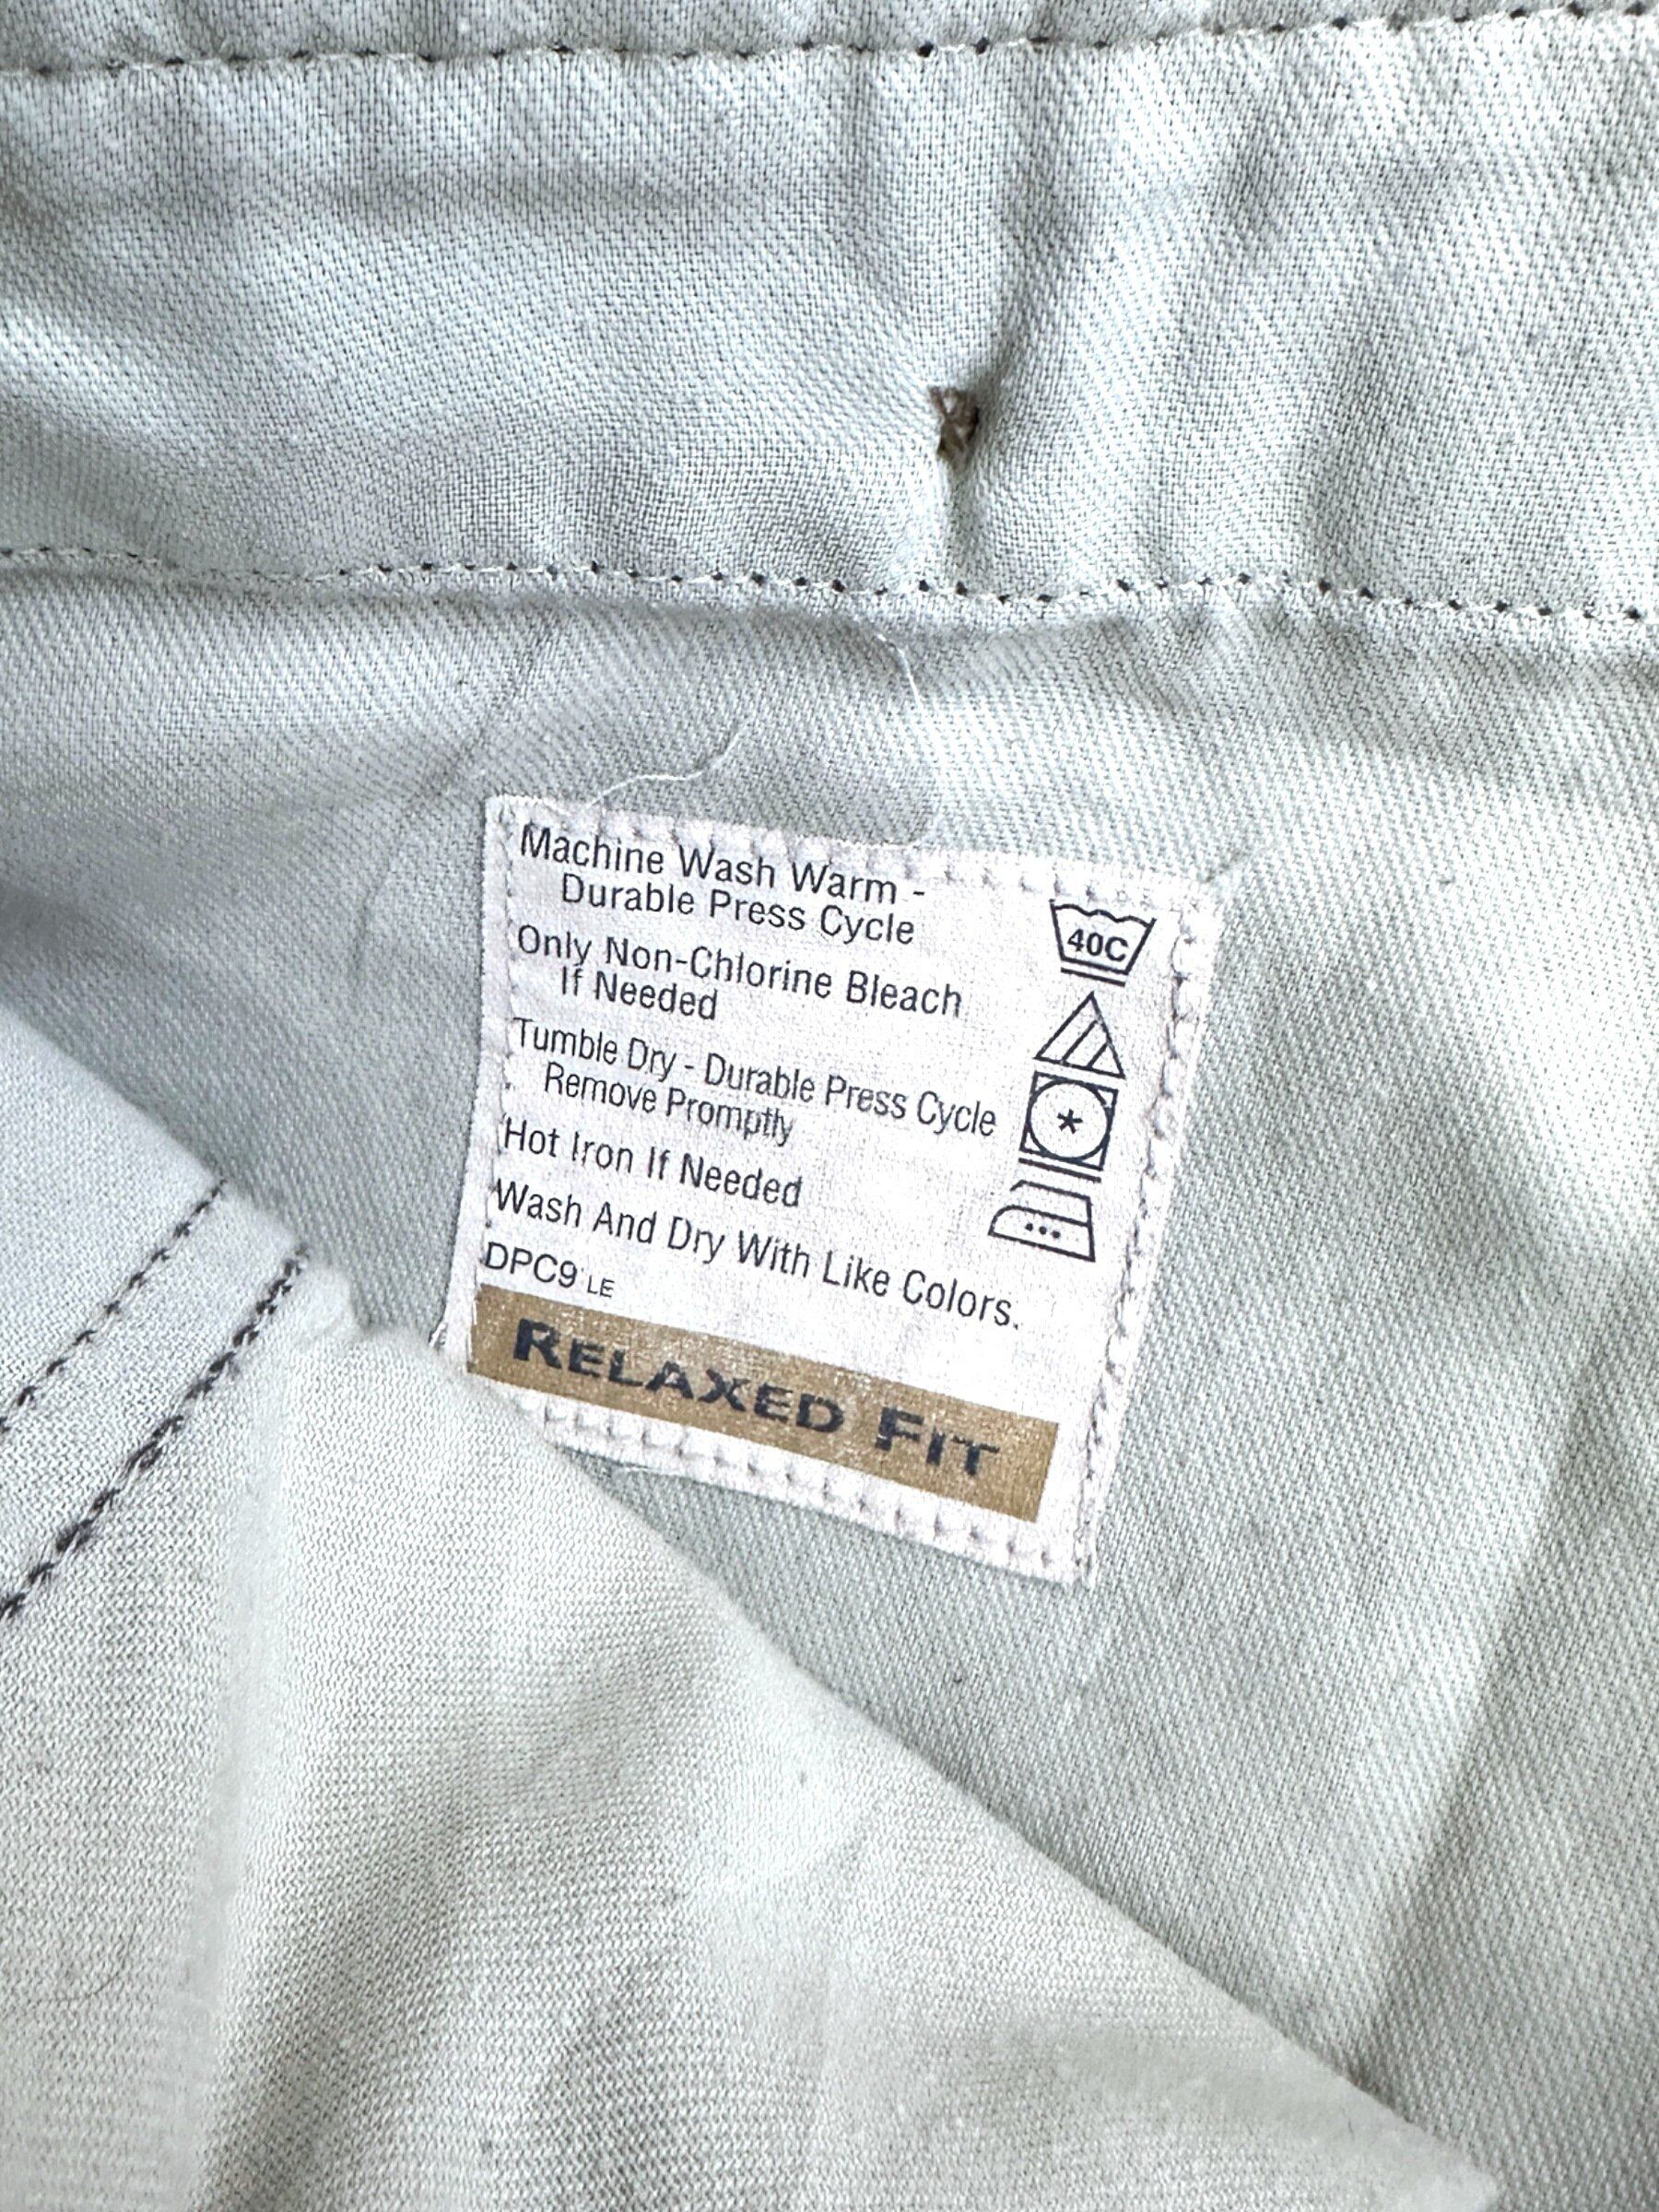 Machine Wash Warm -
Durable Press Cycle
40C
Only Non-Chlorine Bleach
If Needed
Tumble Dry - Durable Press Cycle
Remove Promptly
Hot Iron If Needed
Wash And Dry With Like Colors.
DPC9 LE
RELAXED FIT